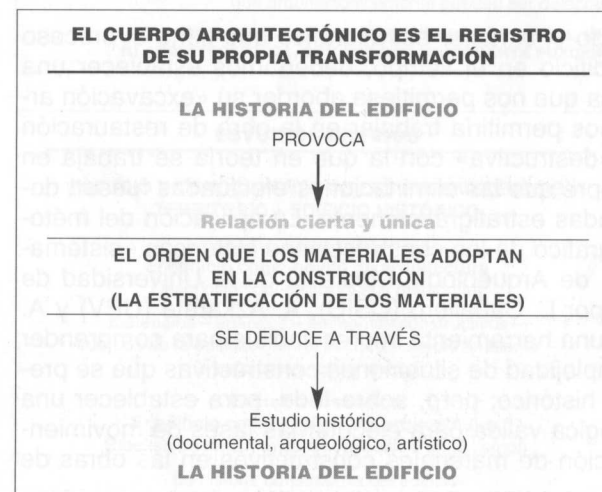 EL CUERPO ARQUITECTÓNICO ES EL REGISTRO
DE SU PROPIA TRANSFORMACIÓN
LA HISTORIA DEL EDIFICIO
PROVOCA
Relación cierta y única
EL ORDEN QUE LOS MATERIALES ADOPTAN
EN LA CONSTRUCCIÓN
(LA ESTRATIFICACIÓN DE LOS MATERIALES)
SE DEDUCE A TRAVÉS
Estudio histórico
(documental, arqueológico, artístico)
LA HISTORIA DEL EDIFICIO